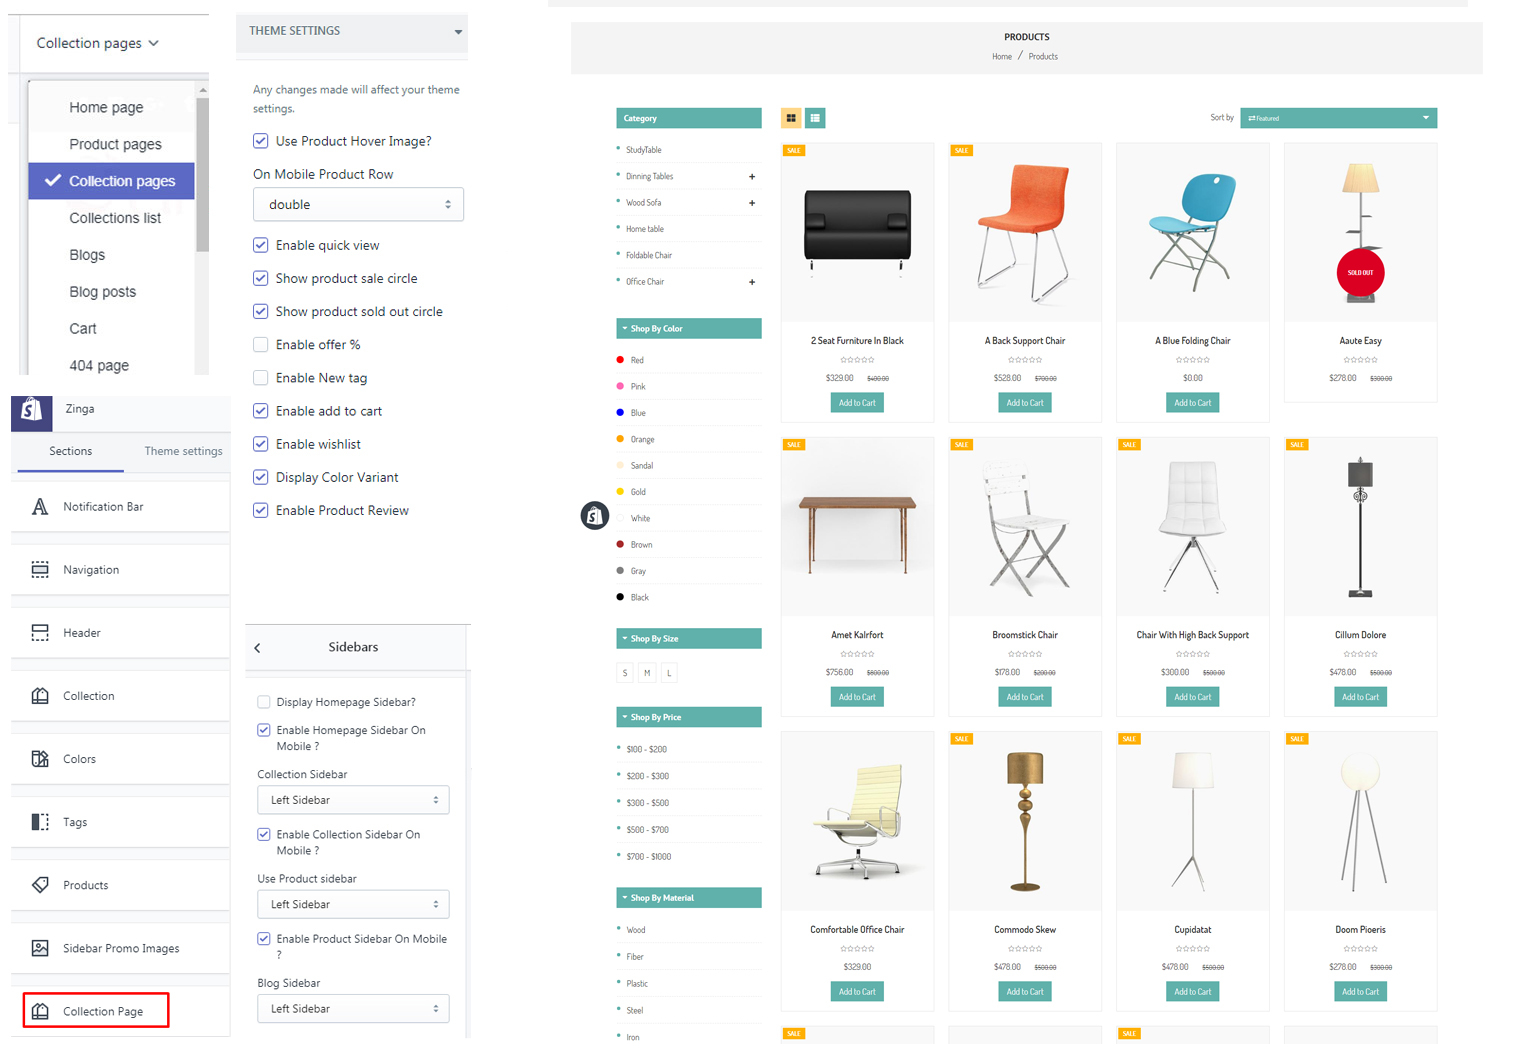 Collection pages
Home page
Product pages
Collection pages
Collections list
Blogs
Blog posts
Cart
404 page
Zinga
Sections
Theme settings
Notification Bar
Navigation
Header
Collection
Colors
Tags
Products
Sidebar Promo Images
Collection Page
THEME SETTINGS
Any changes made will affect your theme
settings.
Use Product Hover Image?
On Mobile Product Row
double
Enable quick view
Show product sale circle
Show product sold out circle
Enable offer %
Enable New tag
Enable add to cart
Enable wishlist
Display Color Variant
Enable Product Review
Sidebars
Display Homepage Sidebar?
Enable Homepage Sidebar On
Mobile ?
Collection Sidebar
Left Sidebar
Enable Collection Sidebar On
Mobile ?
Use Product sidebar
Left Sidebar
Enable Product Sidebar On Mobile
?
Blog Sidebar
Left Sidebar
PRODUCTS
Home / Products
Category
StudyTable
Dinning Tables +
Wood Sofa +
Home table
Foldable Chair
Office Chair +
Shop By Color
Red
Pink
Blue
Orange
Sandal
Gold
White
Brown
Gray
Black
Shop By Size
S M L
Shop By Price
$100 - $200
$200 - $300
$300 - $500
$500 - $700
$700 - $1000
Shop By Material
Wood
Fiber
Plastic
Steel
Iron
Sort by Featured
SALE SALE
SOLD OUT
2 Seat Furniture In Black A Back Support Chair A Blue Folding Chair Aaute Easy
$329.00 $400.00 $528.00 $700.00 $0.00 $278.00 $300.00
Add to Cart Add to Cart Add to Cart
SALE SALE SALE SALE
Amet Kalrfort Broomstick Chair Chair With High Back Support Cillum Dolore
$756.00 $800.00 $178.00 $200.00 $300.00 $500.00 $478.00 $500.00
Add to Cart Add to Cart Add to Cart Add to Cart
SALE SALE SALE
Comfortable Office Chair Commodo Skew Cupidatat Doom Pioeris
$329.00 $478.00 $500.00 $478.00 $500.00 $278.00 $300.00
Add to Cart Add to Cart Add to Cart Add to Cart
SALE SALE